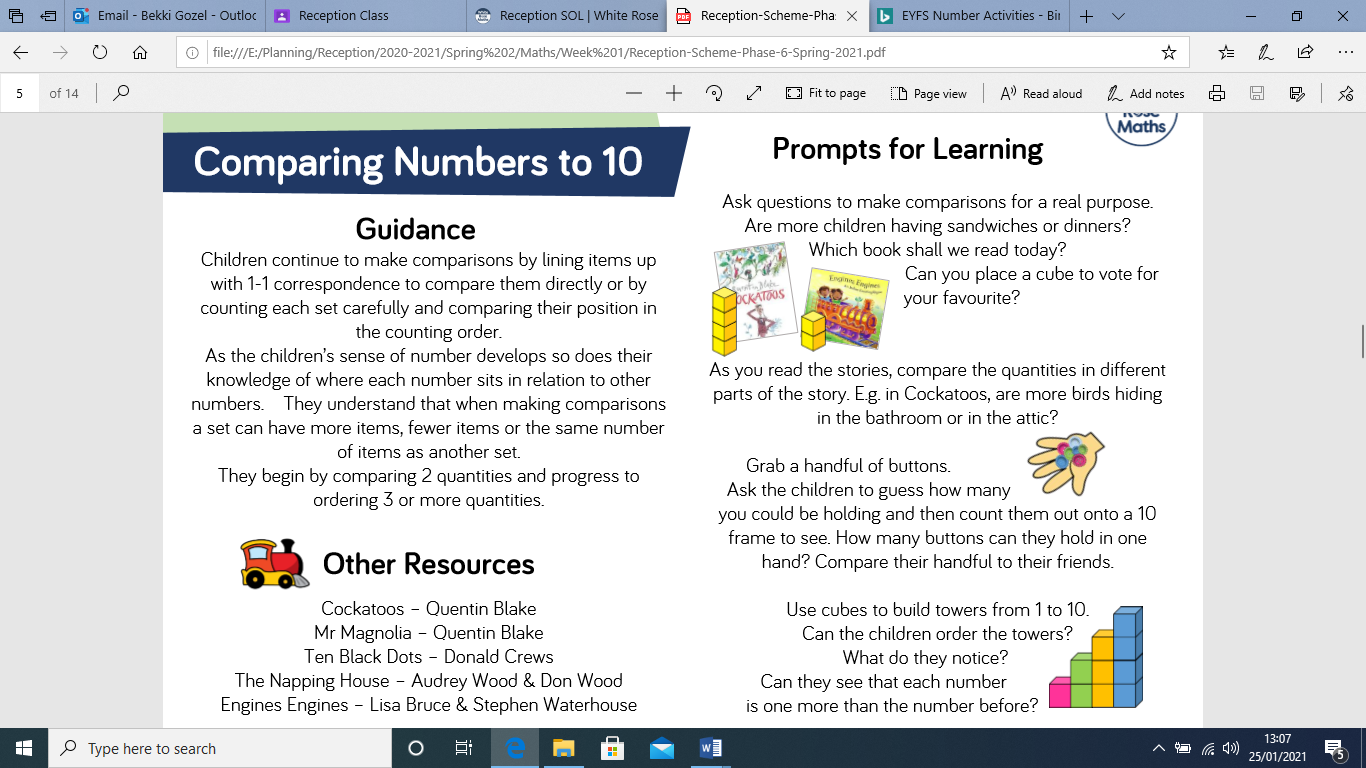 Email - Bekki Gozel - Outloo
Reception Class
Reception SOL | White Rose
Reception-Scheme-Pha
EYFS Number Activities - Bin
file:///E:/Planning/Reception/2020-2021/Spring%202/Maths/Week%201/Reception-Scheme-Phase-6-Spring-2021.pdf
5 of 14
Fit to page
Page view
Read aloud
Add notes
Comparing Numbers to 10
Guidance
Children continue to make comparisons by lining items up
with 1-1 correspondence to compare them directly or by
counting each set carefully and comparing their position in
the counting order.
As the children's sense of number develops so does their
knowledge of where each number sits in relation to other
numbers. They understand that when making comparisons
a set can have more items, fewer items or the same number
of items as another set.
They begin by comparing 2 quantities and progress to
ordering 3 or more quantities.
Other Resources
Cockatoos – Quentin Blake
Mr Magnolia – Quentin Blake
Ten Black Dots – Donald Crews
The Napping House – Audrey Wood & Don Wood
Engines Engines – Lisa Bruce & Stephen Waterhouse
Rose
Maths
Prompts for Learning
Ask questions to make comparisons for a real purpose.
Are more children having sandwiches or dinners?
Which book shall we read today?
Can you place a cube to vote for
your favourite?
OCKATOOS
Engines, Engines
As you read the stories, compare the quantities in different
parts of the story. E.g. in Cockatoos, are more birds hiding
in the bathroom or in the attic?
Grab a handful of buttons.
Ask the children to guess how many
you could be holding and then count them out onto a 10
frame to see. How many buttons can they hold in one
hand? Compare their handful to their friends.
Use cubes to build towers from 1 to 10.
Can the children order the towers?
What do they notice?
Can they see that each number
is one more than the number before?
Type here to search
13:07
25/01/2021
5